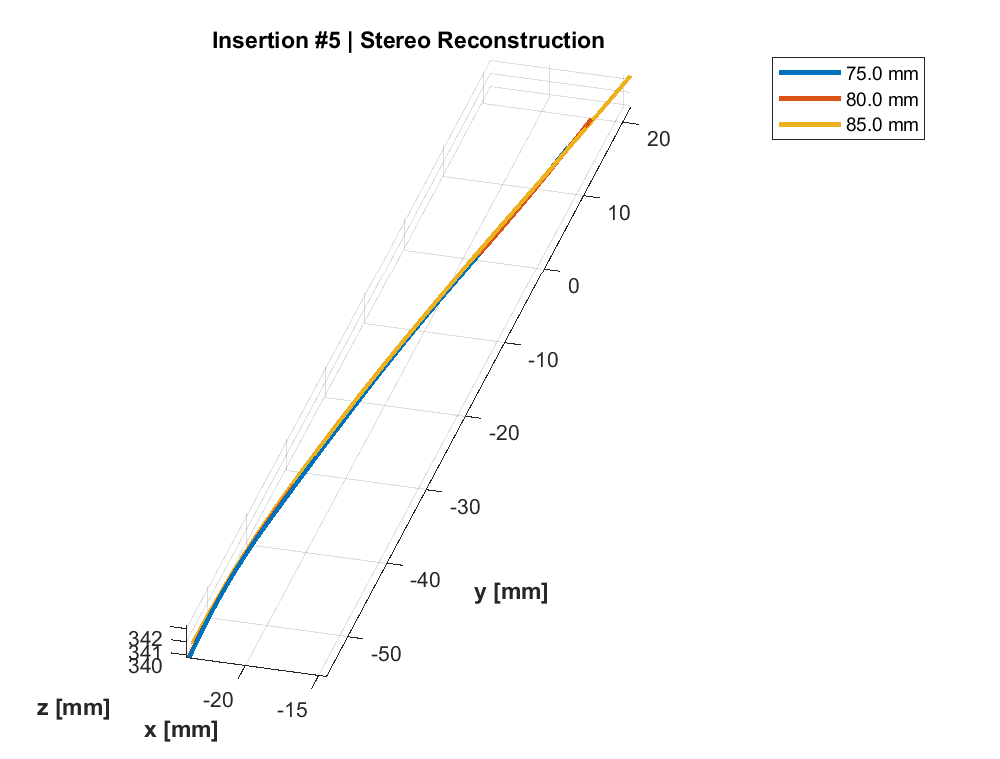 Insertion #5 | Stereo Reconstruction
75.0 mm
80.0 mm
85.0 mm
20
10
0
-10
-20
-30
-40
-50
y [mm]
342
341
340
-20
-15
z [mm]
x [mm]